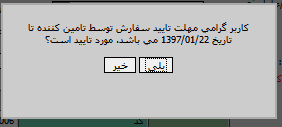 کاربر گرامی مهلت تایید سفارش توسط تامین کننده تا
تاریخ 1397/01/22 می باشد، مورد تایید است؟
بلی خیر
کد